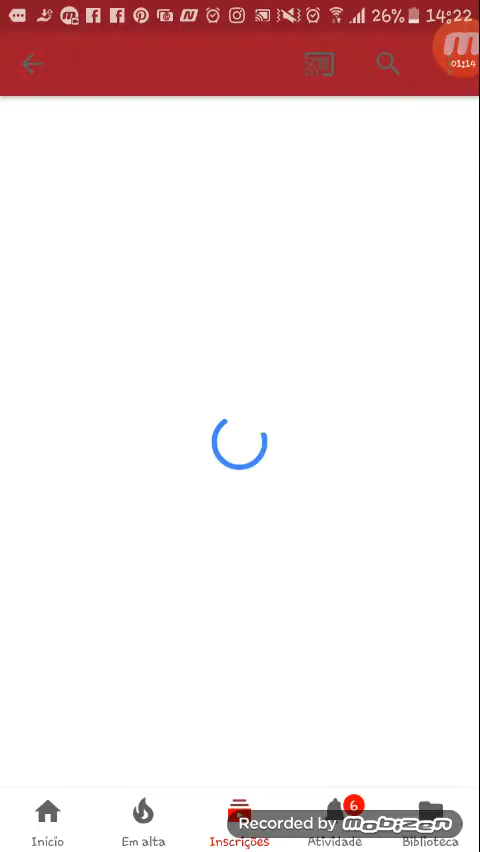 26% 14:22
01:14
6
Início Em alta Inscrições Atividade Biblioteca
Recorded by mobizen